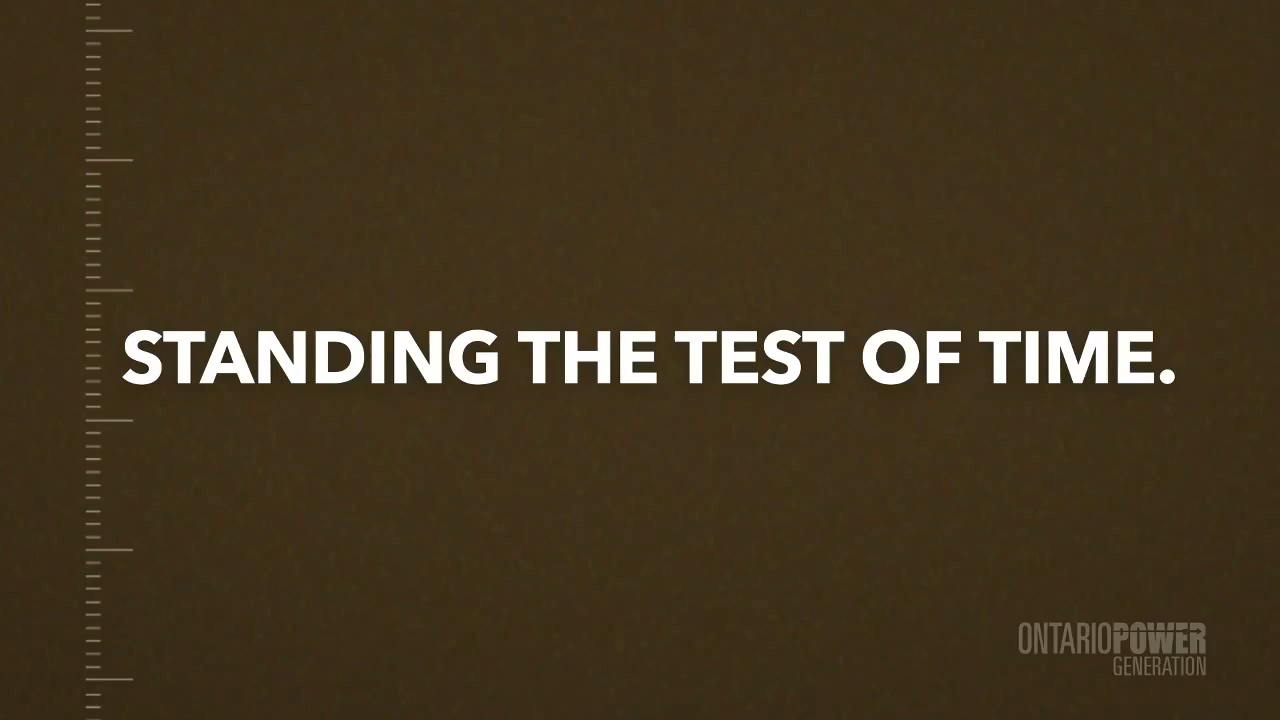 STANDING THE TEST OF TIME.
ONTARIOPOWER
GENERATION